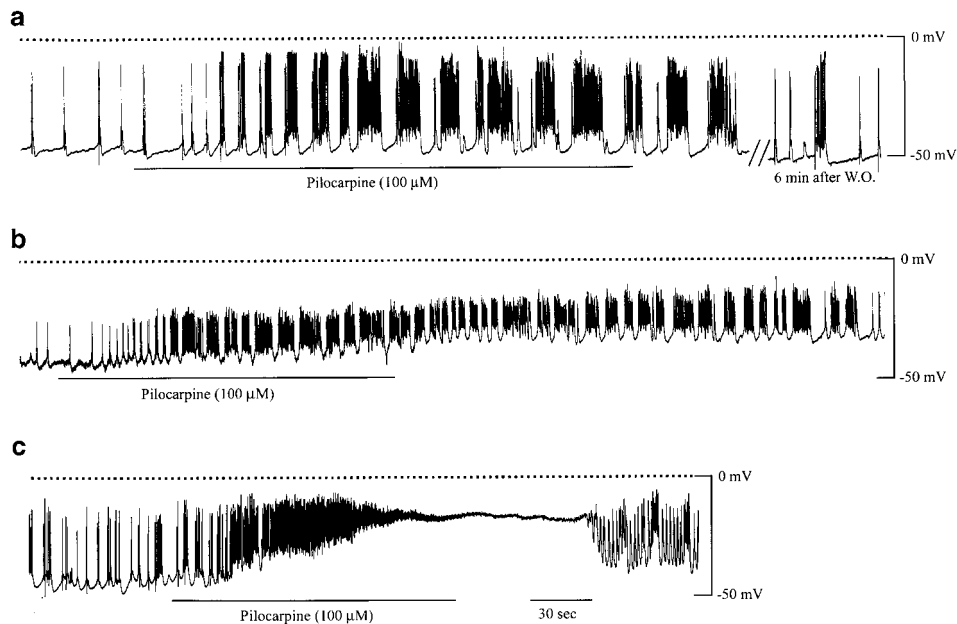 a
0 mV
-50 mV
Pilocarpine (100 µM)
6 min after W.O.
b
0 mV
-50 mV
Pilocarpine (100 µM)
c
0 mV
-50 mV
Pilocarpine (100 µM)
30 sec